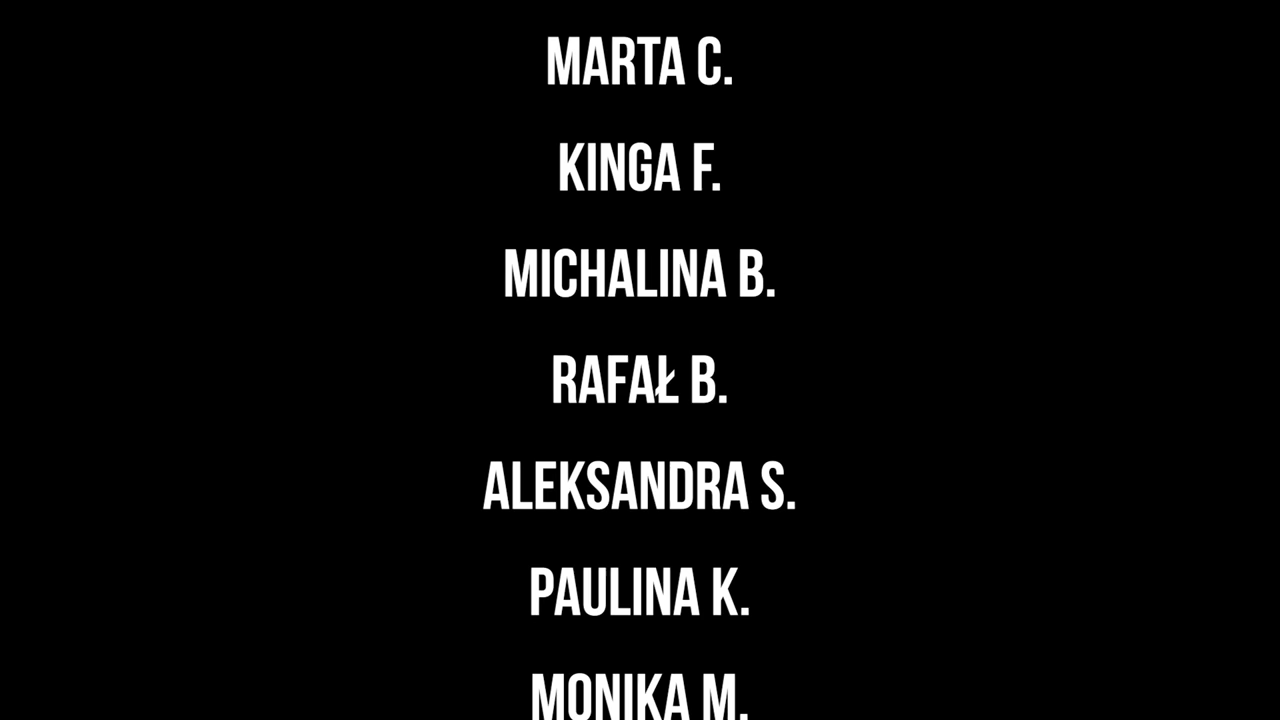 MARTA C.
KINGA F.
MICHALINA B.
RAFAŁ B.
ALEKSANDRA S.
PAULINA K.
MONIKA M.